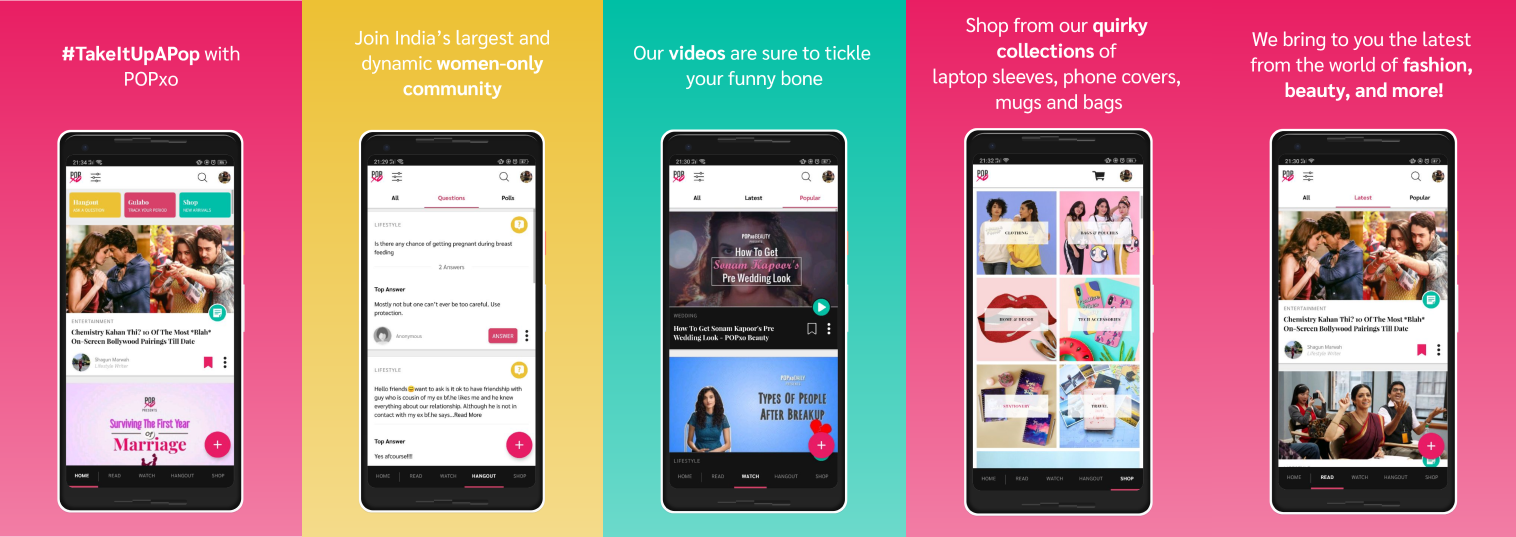 #TakeItUpAPop with
POPxo
21:34
Hangout
ASK A QUESTION
Gulabo
TRACK YOUR PERIOD
Shop
NEW ARRIVALS
ENTERTAINMENT
Chemistry Kahan Thi? 10 Of The Most *Blah*
On-Screen Bollywood Pairings Till Date
Shagun Marwah
Lifestyle Writer
POP
PRESENTS
Surviving The First Year
of
Marriage
HOME READ WATCH HANGOUT SHOP
Join India's largest and
dynamic women-only
community
21:29
POP
All Questions Polls
LIFESTYLE
Is there any chance of getting pregnant during breast
feeding
2 Answers
Top Answer
Mostly not but one can't ever be too careful. Use
protection.
Anonymous ANSWER
LIFESTYLE
Hello friends😊want to ask is it ok to have friendship with
guy who is cousin of my ex bf.he likes me and he knew
everything about our relationship. Although he is not in
contact with my ex bf.he says...Read More
Top Answer
Yes afcourse!!!!
HOME READ WATCH HANGOUT SHOP
Our videos are sure to tickle
your funny bone
21:30
POP
All Latest Popular
POPxoBEAUTY
How To Get
Sonam Kapoor's
Pre Wedding Look
WEDDING
How To Get Sonam Kapoor's Pre
Wedding Look - POPxo Beauty
TYPES OF PEOPLE
AFTER BREAKUP
LIFESTYLE
HOME READ WATCH HANGOUT SHOP
Shop from our quirky
collections of
laptop sleeves, phone covers,
mugs and bags
21:32
POP
CLOTHING
BAGS & POUCHES
HOME & DECOR
TECH ACCESSORIES
STATIONERY
TRAVEL
HOME READ WATCH HANGOUT SHOP
We bring to you the latest
from the world of fashion,
beauty, and more!
21:30
POP
All Latest Popular
ENTERTAINMENT
Chemistry Kahan Thi? 10 Of The Most *Blah*
On-Screen Bollywood Pairings Till Date
Shagun Marwah
Lifestyle Writer
HOME READ WATCH HANGOUT SHOP